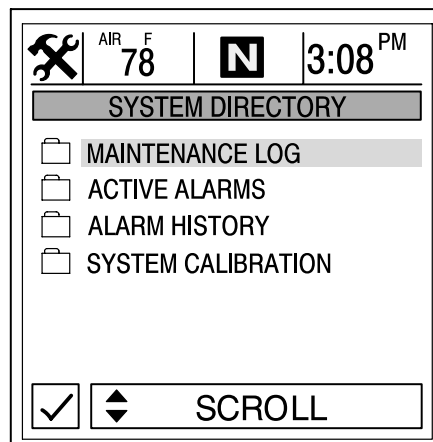 AIR F
78 N 3:08 PM
SYSTEM DIRECTORY
MAINTENANCE LOG
ACTIVE ALARMS
ALARM HISTORY
SYSTEM CALIBRATION
SCROLL